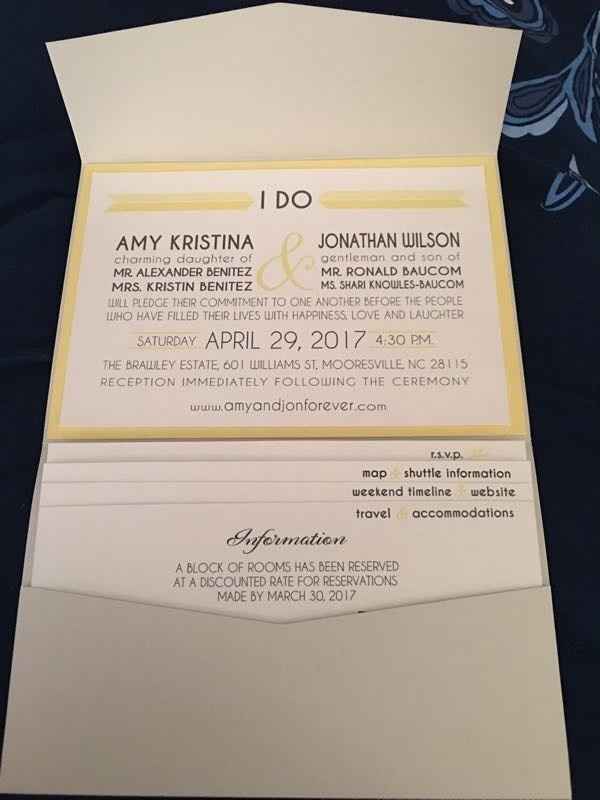 I DO
AMY KRISTINA & JONATHAN WILSON
charming daughter of gentleman and son of
MR. ALEXANDER BENITEZ MR. RONALD BAUCOM
MRS. KRISTIN BENITEZ MS. SHARI KNOWLES-BAUCOM
WILL PLEDGE THEIR COMMITMENT TO ONE ANOTHER BEFORE THE PEOPLE
WHO HAVE FILLED THEIR LIVES WITH HAPPINESS, LOVE AND LAUGHTER
SATURDAY APRIL 29, 2017 4:30 P.M.
THE BRAWLEY ESTATE, 601 WILLIAMS ST, MOORESVILLE, NC 28115
RECEPTION IMMEDIATELY FOLLOWING THE CEREMONY
www.amyandjonforever.com
r.s.v.p.
map & shuttle information
weekend timeline & website
travel & accommodations
Information
A BLOCK OF ROOMS HAS BEEN RESERVED
AT A DISCOUNTED RATE FOR RESERVATIONS
MADE BY MARCH 30, 2017